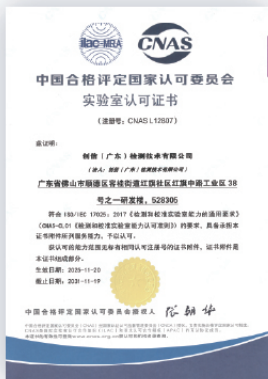 ilac-MRA
CNAS
中国合格评定国家认可委员会
实验室认可证书
（注册号：CNAS L12807）
兹证明：
（广东）检测技术有限公司
广东省佛山市顺德区容桂街道红旗社区红旗中路工业区 38
号之一研发楼，528305
符合 ISO/IEC 17025：2017《检测和校准实验室能力的通用要求》
（CNAS-CL01《检测和校准实验室能力认可准则》）的要求，具备承担本
证书附件所列服务能力，予以认可。
获认可的能力范围见标有相同认可注册号的证书附件，证书附件是
本证书组成部分。
生效日期：2025-11-20
截止日期：2031-11-19
中国合格评定国家认可委员会授权人